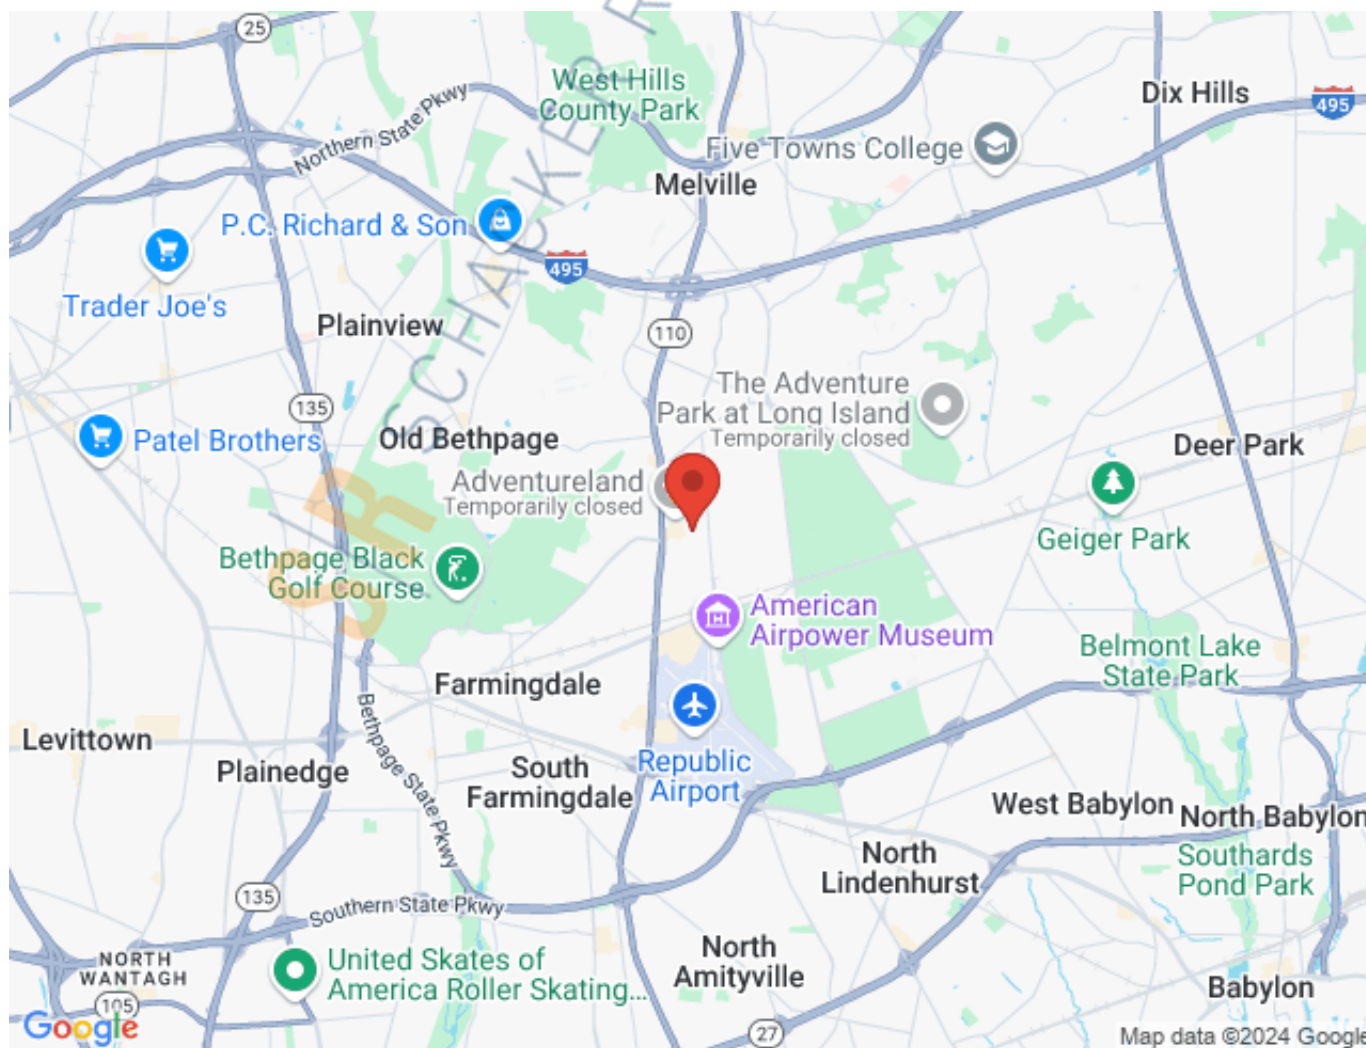 25
West Hills
County Park
Dix Hills
495
Northern State Pkwy
Five Towns College
Melville
P.C. Richard & Son
495
Trader Joe's
Plainview
110
The Adventure
Park at Long Island
Temporarily closed
135
Patel Brothers
Old Bethpage
Deer Park
Adventureland
Temporarily closed
Geiger Park
Bethpage Black
Golf Course
American
Airpower Museum
Belmont Lake
State Park
Farmingdale
Bethpage State Pkwy
Levittown
Plainedge
South
Farmingdale
Republic
Airport
West Babylon
North Babylon
North
Lindenhurst
Southards
Pond Park
135
Southern State Pkwy
NORTH
WANTAGH
United Skates of
America Roller Skating...
North
Amityville
Babylon
105
Google
27
Map data ©2024 Google
SIR
SCHACKER R